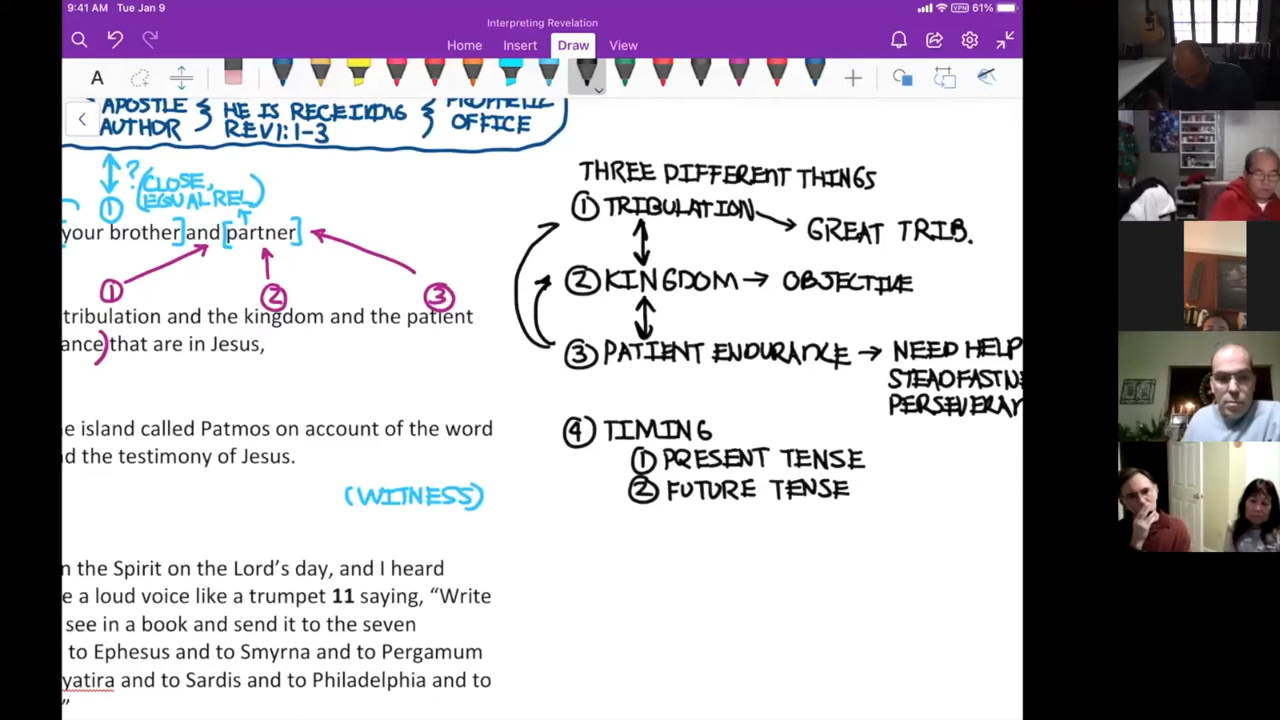 9:41 AM Tue Jan 9
VPN 61%
Interpreting Revelation
Home Insert Draw View
A
APOSTLE } HE IS RECEIVING { PROPHETIC
AUTHOR } REV 1:1-3 { OFFICE
? (CLOSE,
EQUAL REL)
①
your brother] and [partner]
① ② ③
tribulation and the kingdom and the patient
ance) that are in Jesus,
e island called Patmos on account of the word
d the testimony of Jesus.
(WITNESS)
n the Spirit on the Lord's day, and I heard
e a loud voice like a trumpet 11 saying, “Write
see in a book and send it to the seven
to Ephesus and to Smyrna and to Pergamum
yatira and to Sardis and to Philadelphia and to
”
THREE DIFFERENT THINGS
① TRIBULATION → GREAT TRIB.
② KINGDOM → OBJECTIVE
③ PATIENT ENDURANCE → NEED HELP
STEADFASTNE
PERSEVERAN
④ TIMING
① PRESENT TENSE
② FUTURE TENSE